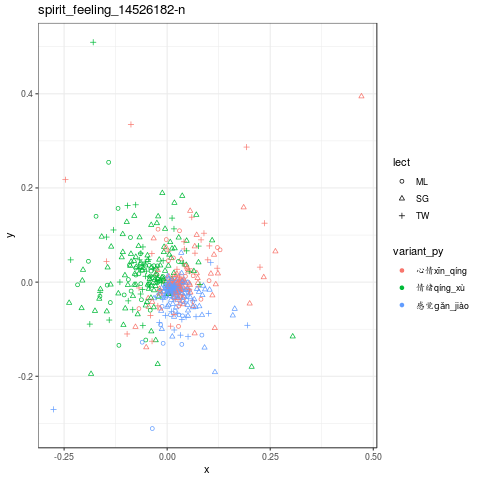 spirit_feeling_14526182-n
0.4
0.2
0.0
-0.2
y
-0.25
0.00
0.25
0.50
x
lect
ML
SG
TW
variant_py
心情xīn_qíng
情绪qíng_xù
感觉gǎn_jiào